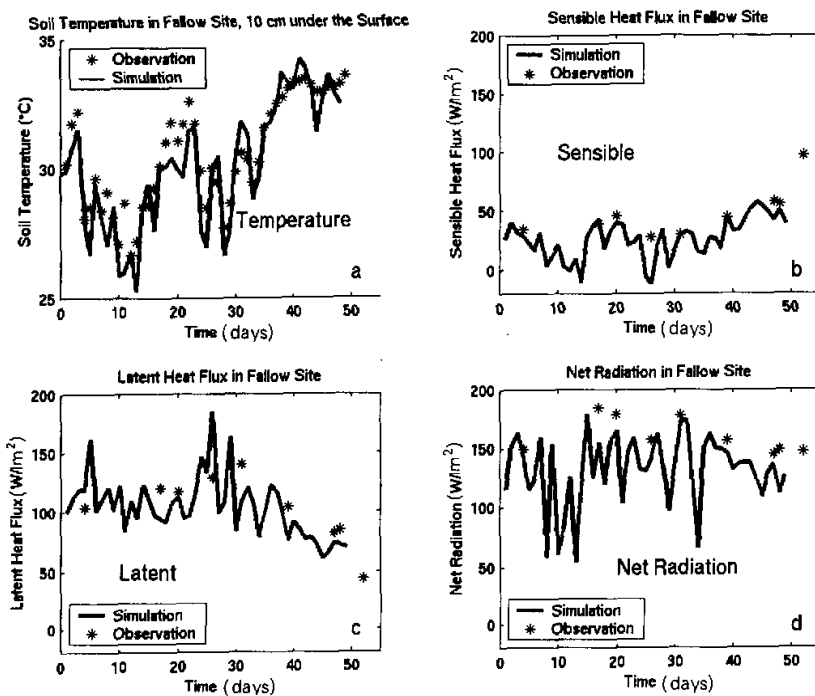 Soil Temperature in Fallow Site, 10 cm under the Surface
35
30
25
Soil Temperature (°C)
Observation
Simulation
Temperature
a
0 10 20 30 40 50
Time (days)
Sensible Heat Flux in Fallow Site
200
150
100
50
0
Sensible Heat Flux (W/m²)
Simulation
Observation
Sensible
b
0 10 20 30 40 50
Time (days)
Latent Heat Flux in Fallow Site
200
150
100
50
0
Latent Heat Flux (W/m²)
Latent
Simulation
Observation
c
0 10 20 30 40 50
Time (days)
Net Radiation in Fallow Site
200
150
100
50
0
Net Radiation (W/m²)
Net Radiation
Simulation
Observation
d
0 10 20 30 40 50
Time (days)